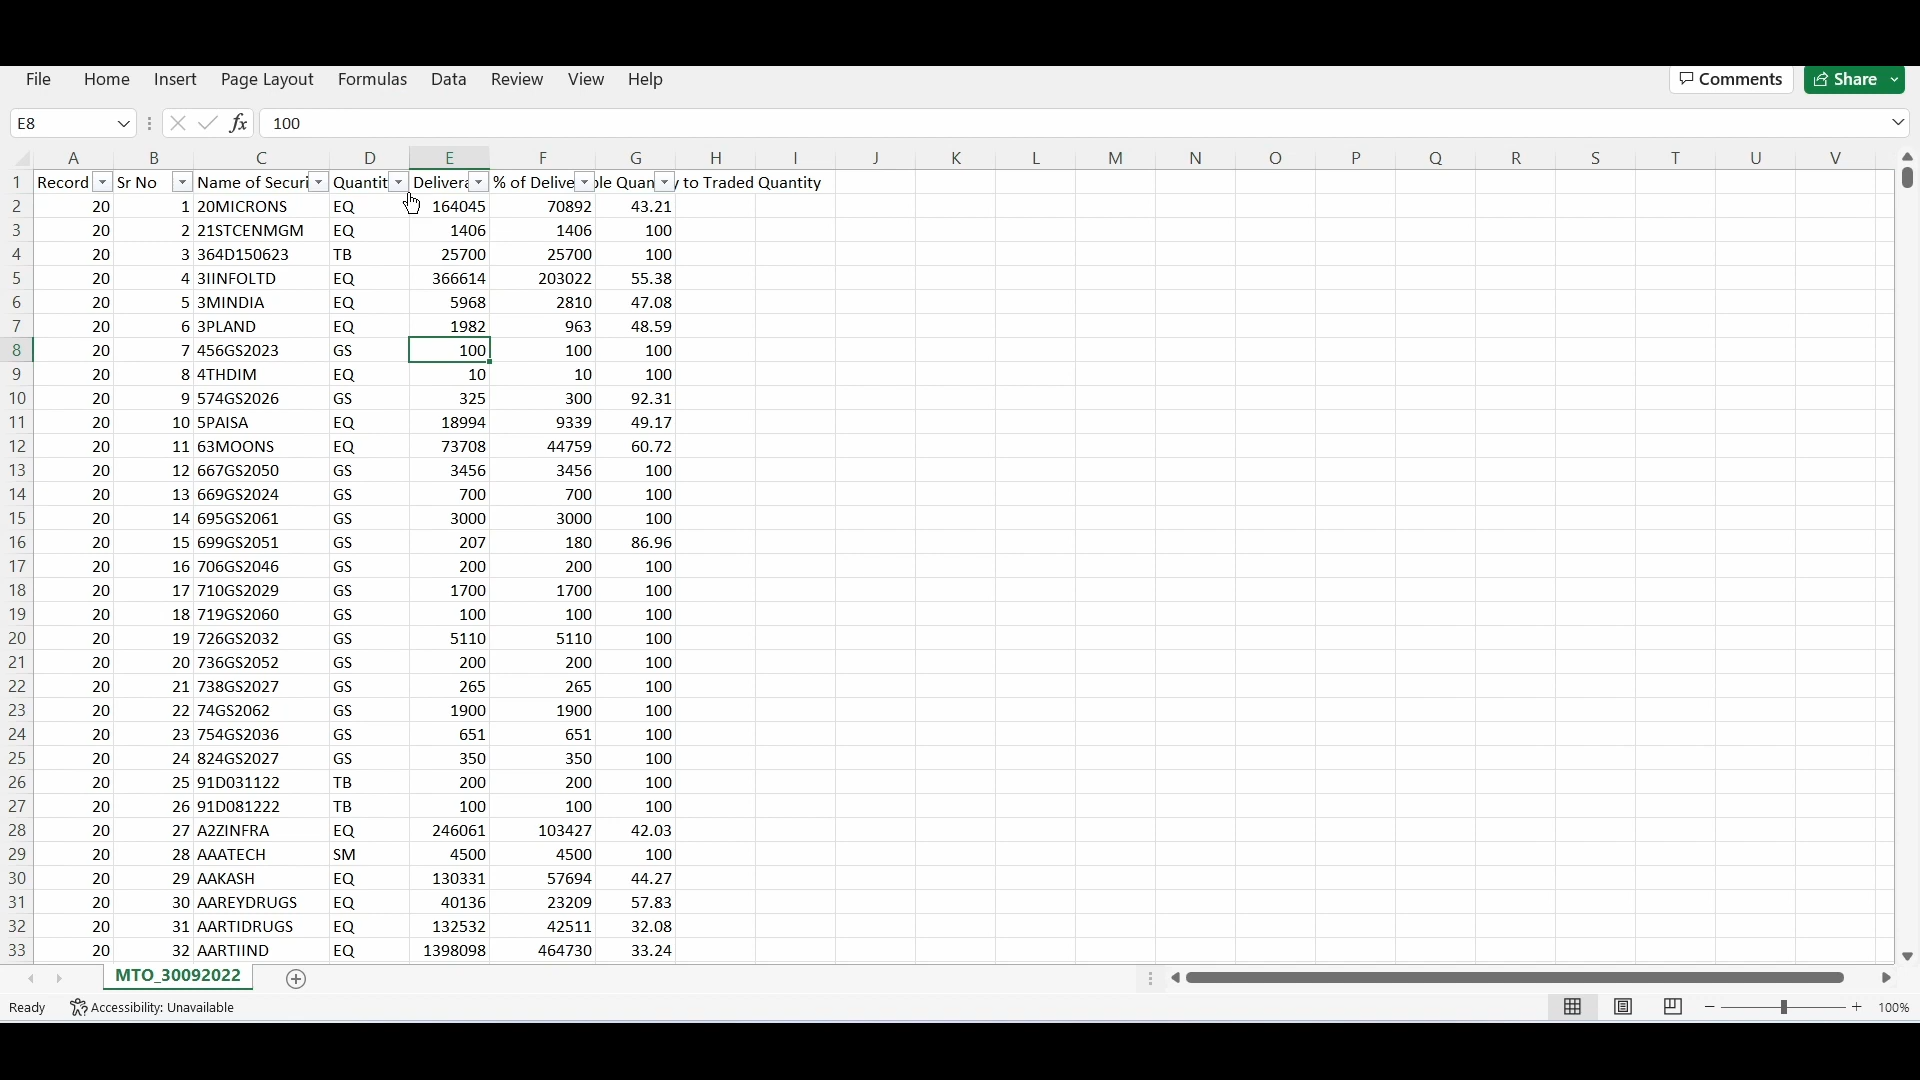 File Home Insert Page Layout Formulas Data Review View Help Comments Share
E8 fx 100
A B C D E F G H I J K L M N O P Q R S T U V
1 Record Sr No Name of Securi Quantit Delivera % of Delive ble Quan y to Traded Quantity
2 20 1 20MICRONS EQ 164045 70892 43.21
3 20 2 21STCENMGM EQ 1406 1406 100
4 20 3 364D150623 TB 25700 25700 100
5 20 4 3IINFOLTD EQ 366614 203022 55.38
6 20 5 3MINDIA EQ 5968 2810 47.08
7 20 6 3PLAND EQ 1982 963 48.59
8 20 7 456GS2023 GS 100 100 100
9 20 8 4THDIM EQ 10 10 100
10 20 9 574GS2026 GS 325 300 92.31
11 20 10 5PAISA EQ 18994 9339 49.17
12 20 11 63MOONS EQ 73708 44759 60.72
13 20 12 667GS2050 GS 3456 3456 100
14 20 13 669GS2024 GS 700 700 100
15 20 14 695GS2061 GS 3000 3000 100
16 20 15 699GS2051 GS 207 180 86.96
17 20 16 706GS2046 GS 200 200 100
18 20 17 710GS2029 GS 1700 1700 100
19 20 18 719GS2060 GS 100 100 100
20 20 19 726GS2032 GS 5110 5110 100
21 20 20 736GS2052 GS 200 200 100
22 20 21 738GS2027 GS 265 265 100
23 20 22 74GS2062 GS 1900 1900 100
24 20 23 754GS2036 GS 651 651 100
25 20 24 824GS2027 GS 350 350 100
26 20 25 91D031122 TB 200 200 100
27 20 26 91D081222 TB 100 100 100
28 20 27 A2ZINFRA EQ 246061 103427 42.03
29 20 28 AAATECH SM 4500 4500 100
30 20 29 AAKASH EQ 130331 57694 44.27
31 20 30 AAREYDRUGS EQ 40136 23209 57.83
32 20 31 AARTIDRUGS EQ 132532 42511 32.08
33 20 32 AARTIIND EQ 1398098 464730 33.24
MTO_30092022
Ready Accessibility: Unavailable 100%